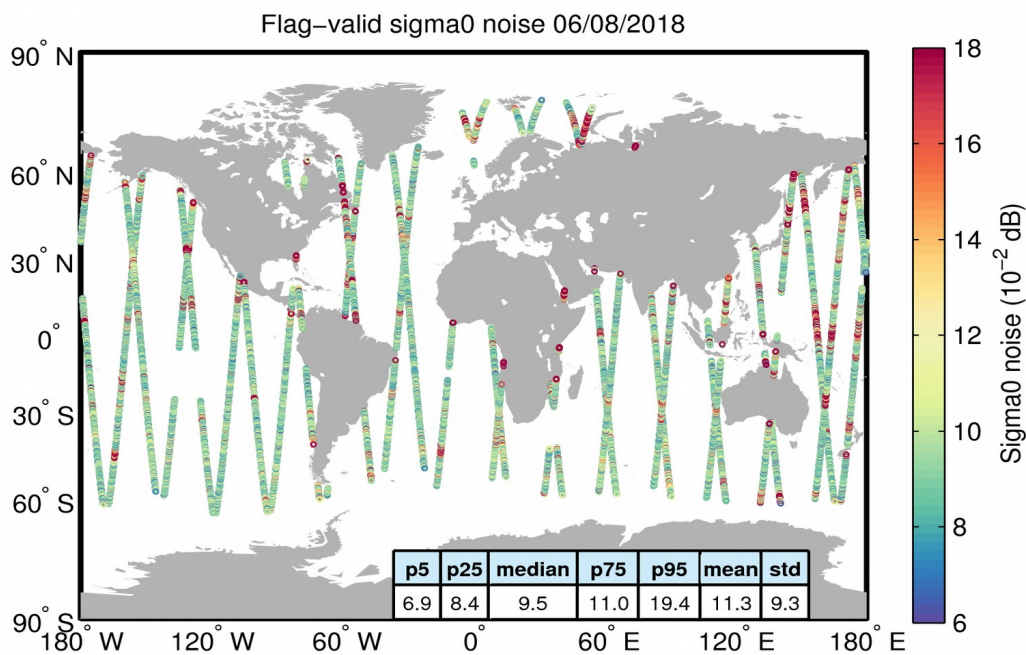 Flag−valid sigma0 noise 06/08/2018
90° N
60° N
30° N
0°
30° S
60° S
90° S
180° W
120° W
60° W
0°
60° E
120° E
180° E
p5 p25 median p75 p95 mean std
6.9 8.4 9.5 11.0 19.4 11.3 9.3
18
16
14
12
10
8
6
Sigma0 noise (10⁻² dB)